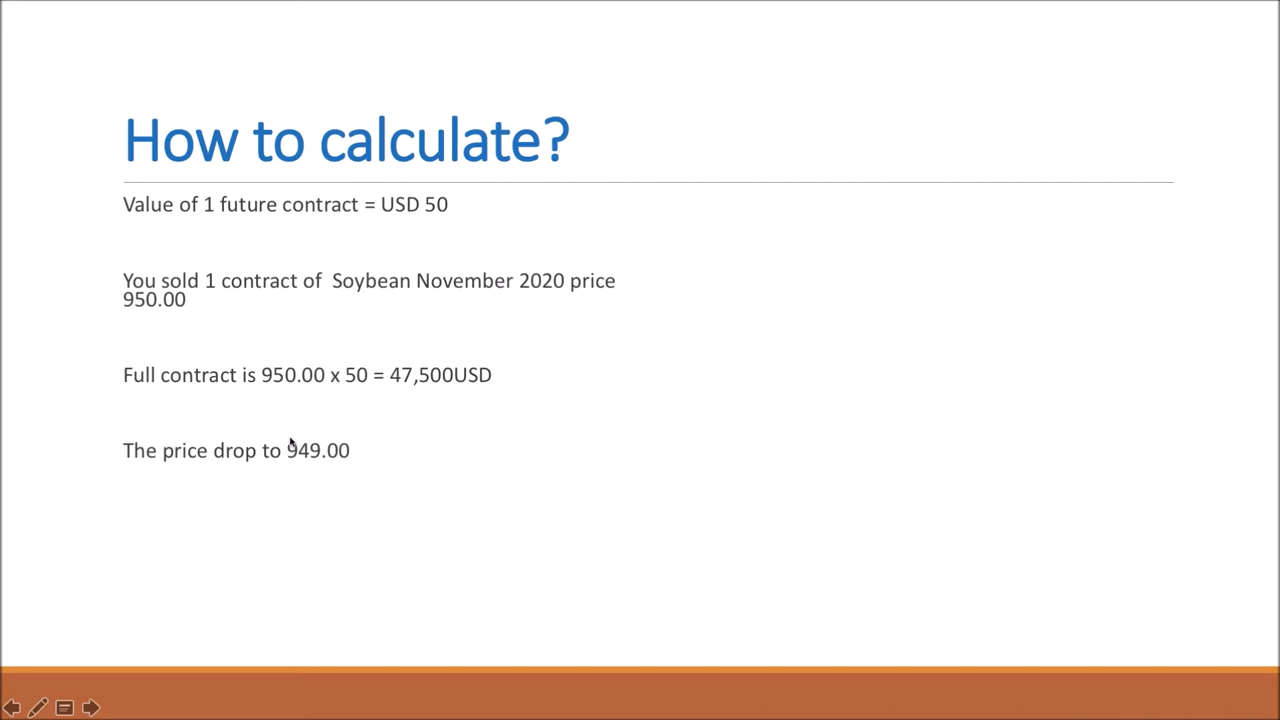 How to calculate?
Value of 1 future contract = USD 50
You sold 1 contract of  Soybean November 2020 price
950.00
Full contract is 950.00 x 50 = 47,500USD
The price drop to 949.00